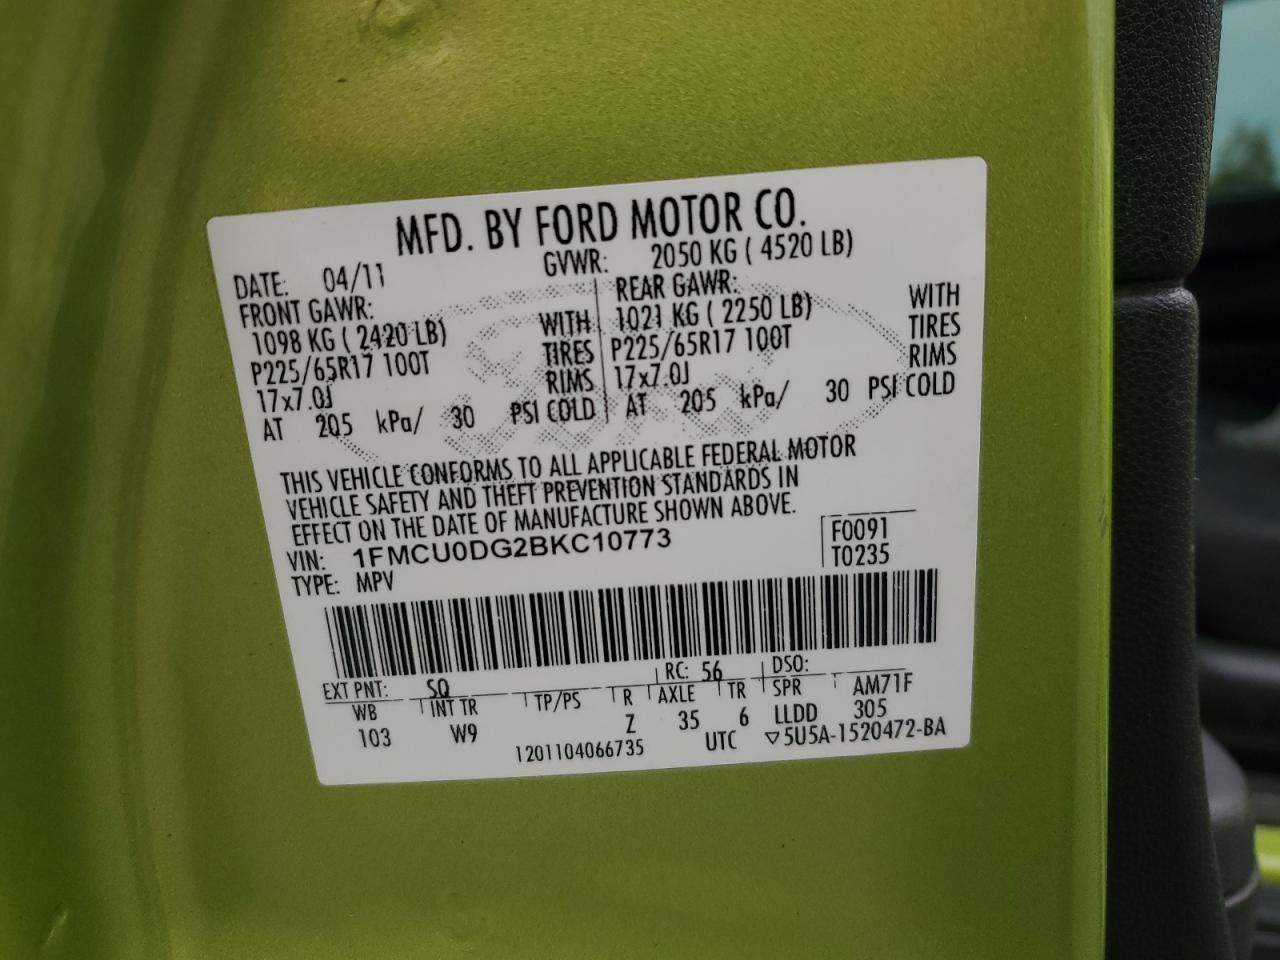 MFD. BY FORD MOTOR CO.
DATE: 04/11 GVWR: 2050 KG ( 4520 LB)
FRONT GAWR: REAR GAWR:
1098 KG ( 2420 LB) WITH 1021 KG ( 2250 LB) WITH
P225/65R17 100T TIRES P225/65R17 100T TIRES
17x7.0J RIMS 17x7.0J RIMS
AT 205 kPa/ 30 PSI COLD AT 205 kPa/ 30 PSI COLD
THIS VEHICLE CONFORMS TO ALL APPLICABLE FEDERAL MOTOR
VEHICLE SAFETY AND THEFT PREVENTION STANDARDS IN
EFFECT ON THE DATE OF MANUFACTURE SHOWN ABOVE.
VIN: 1FMCU0DG2BKC10773 F0091
TYPE: MPV T0235
EXT PNT: SQ RC: 56 DSO:
WB INT TR TP/PS R AXLE TR SPR AM71F
103 W9 Z 35 6 LLDD 305
1201104066735 UTC ▽5U5A-1520472-BA